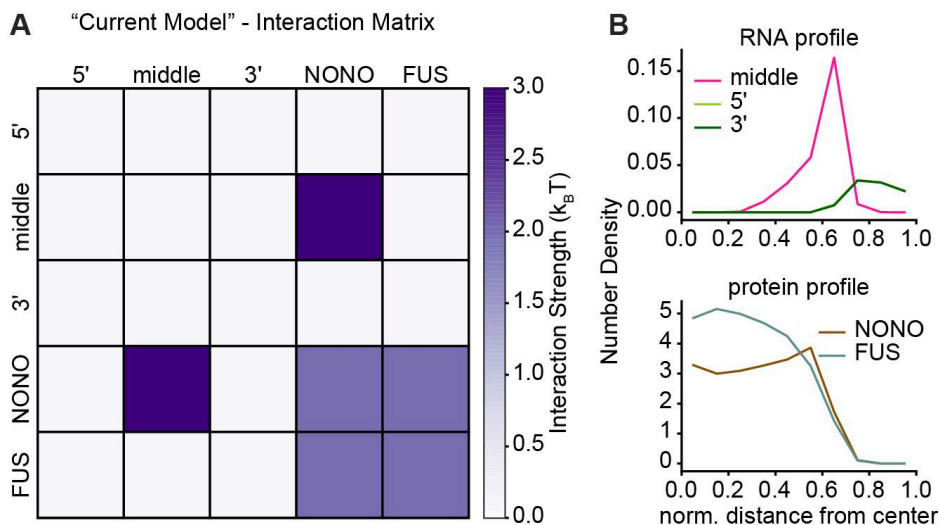 A
"Current Model" - Interaction Matrix
5' middle 3' NONO FUS
5'
middle
3'
NONO
FUS
3.0
2.5
2.0
1.5
1.0
0.5
0.0
Interaction Strength (kBT)
B
RNA profile
0.15
0.10
0.05
0.00
middle
5'
3'
0.0 0.2 0.4 0.6 0.8 1.0
Number Density
protein profile
5
4
3
2
1
0
NONO
FUS
0.0 0.2 0.4 0.6 0.8 1.0
norm. distance from center